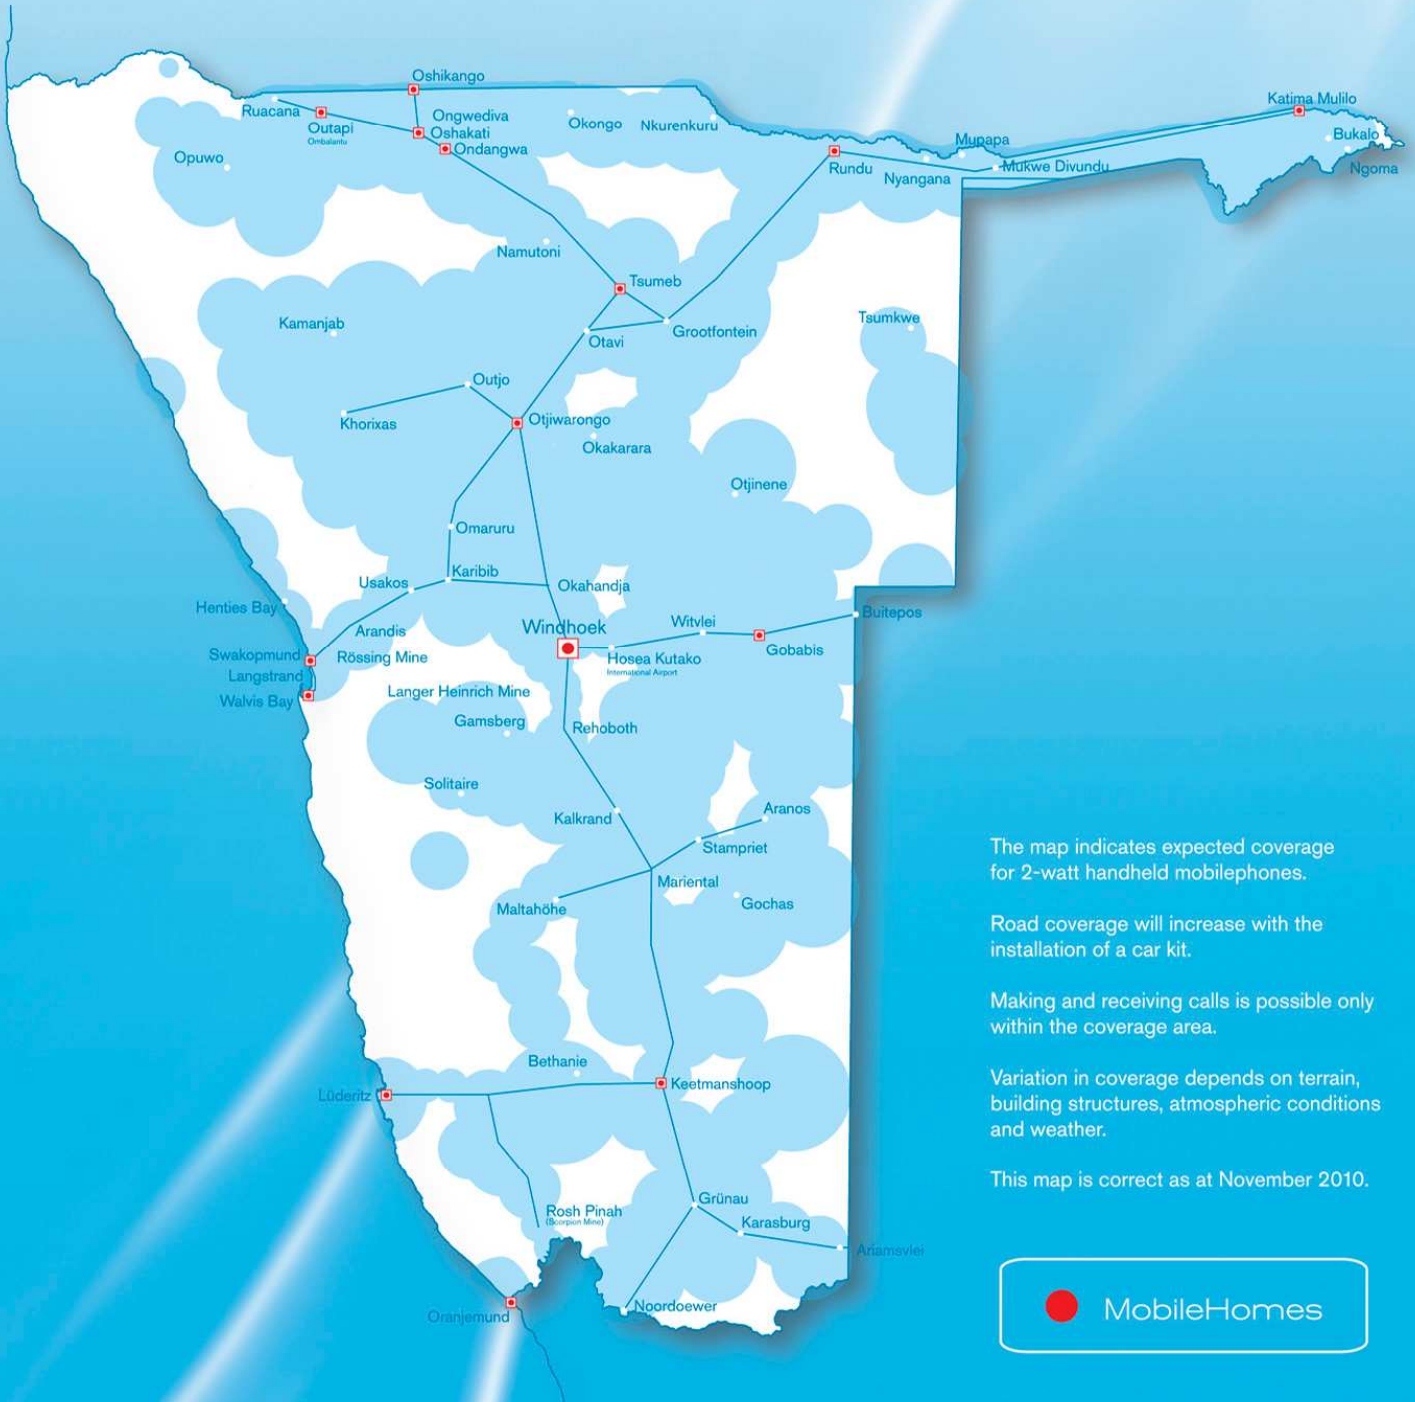 Oshikango
Katima Mulilo
Ruacana
Outapi
Ombalantu
Ongwediva
Oshakati
Ondangwa
Okongo
Nkurenkuru
Bukalo
Mupapa
Opuwo
Rundu
Nyangana
Mukwe Divundu
Ngoma
Namutoni
Tsumeb
Kamanjab
Tsumkwe
Grootfontein
Otavi
Outjo
Khorixas
Otjiwarongo
Okakarara
Otjinene
Omaruru
Karibib
Usakos
Okahandja
Henties Bay
Buitepos
Arandis
Windhoek
Witvlei
Gobabis
Swakopmund
Rössing Mine
Hosea Kutako
International Airport
Langstrand
Langer Heinrich Mine
Walvis Bay
Gamsberg
Rehoboth
Solitaire
Aranos
Kalkrand
Stampriet
Mariental
Maltahöhe
Gochas
Bethanie
Keetmanshoop
Lüderitz
Grünau
Rosh Pinah
(Scorpion Mine)
Karasburg
Ariamsvlei
Noordoewer
Oranjemund
The map indicates expected coverage
for 2-watt handheld mobilephones.
Road coverage will increase with the
installation of a car kit.
Making and receiving calls is possible only
within the coverage area.
Variation in coverage depends on terrain,
building structures, atmospheric conditions
and weather.
This map is correct as at November 2010.
MobileHomes